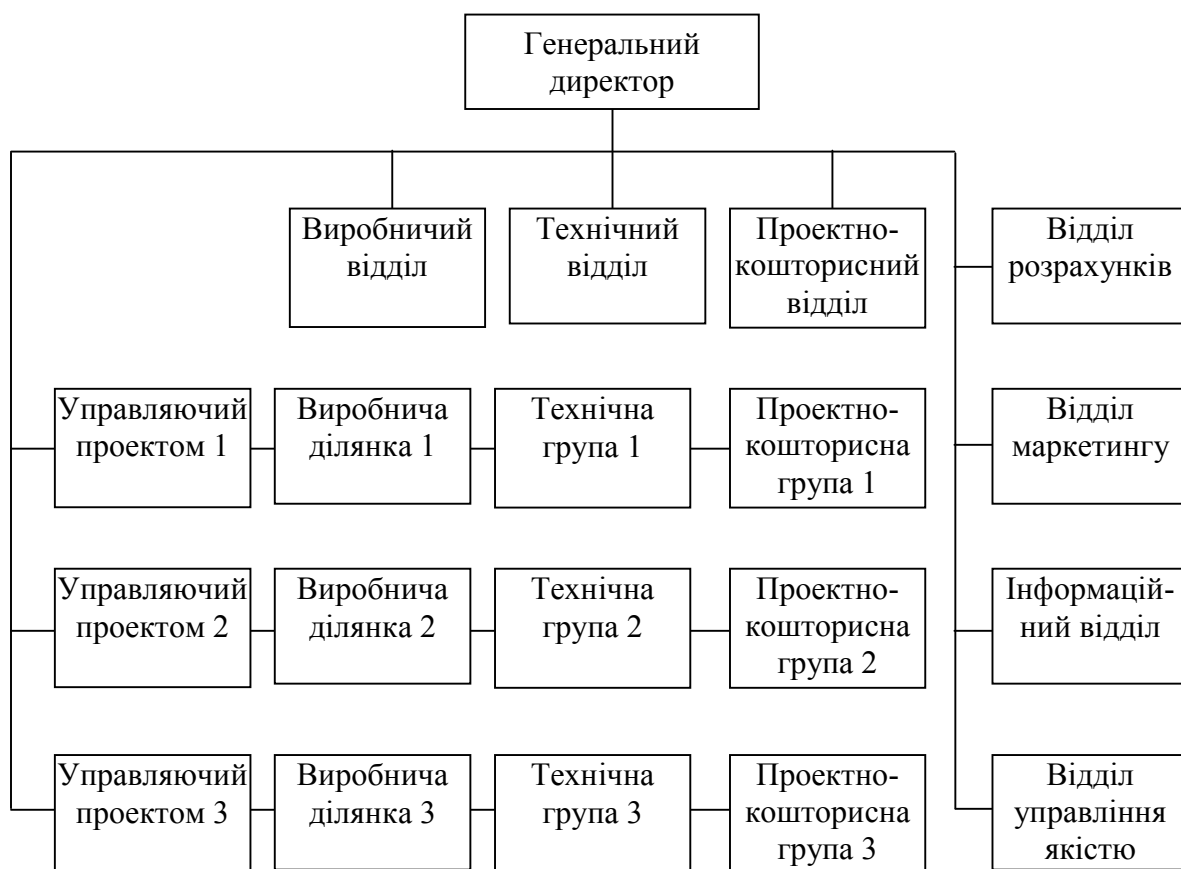 Генеральний
директор
Виробничий
відділ
Технічний
відділ
Проектно-
кошторисний
відділ
Відділ
розрахунків
Управляючий
проектом 1
Виробнича
ділянка 1
Технічна
група 1
Проектно-
кошторисна
група 1
Відділ
маркетингу
Управляючий
проектом 2
Виробнича
ділянка 2
Технічна
група 2
Проектно-
кошторисна
група 2
Інформацій-
ний відділ
Управляючий
проектом 3
Виробнича
ділянка 3
Технічна
група 3
Проектно-
кошторисна
група 3
Відділ
управління
якістю